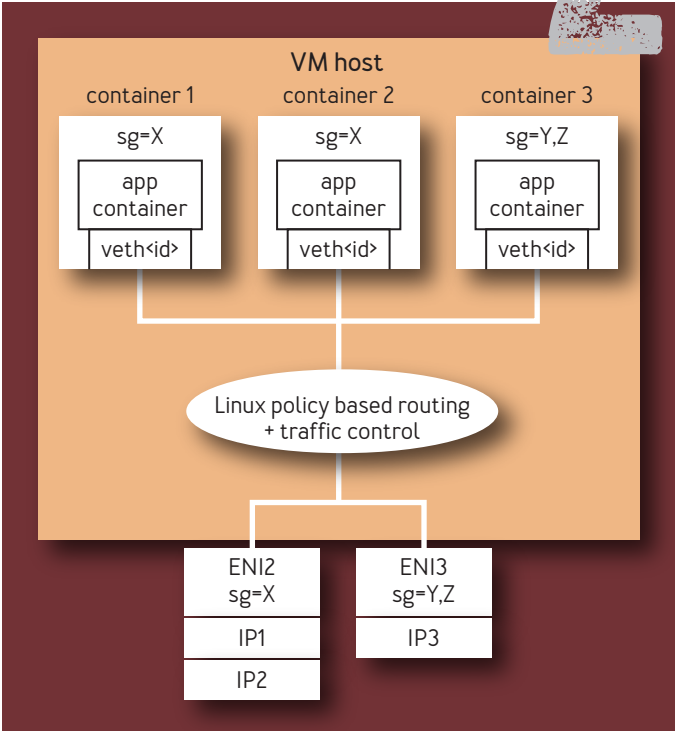 VM host
container 1
container 2
container 3
sg=X
app
container
veth<id>
sg=X
app
container
veth<id>
sg=Y,Z
app
container
veth<id>
Linux policy based routing
+ traffic control
ENI2
sg=X
IP1
IP2
ENI3
sg=Y,Z
IP3